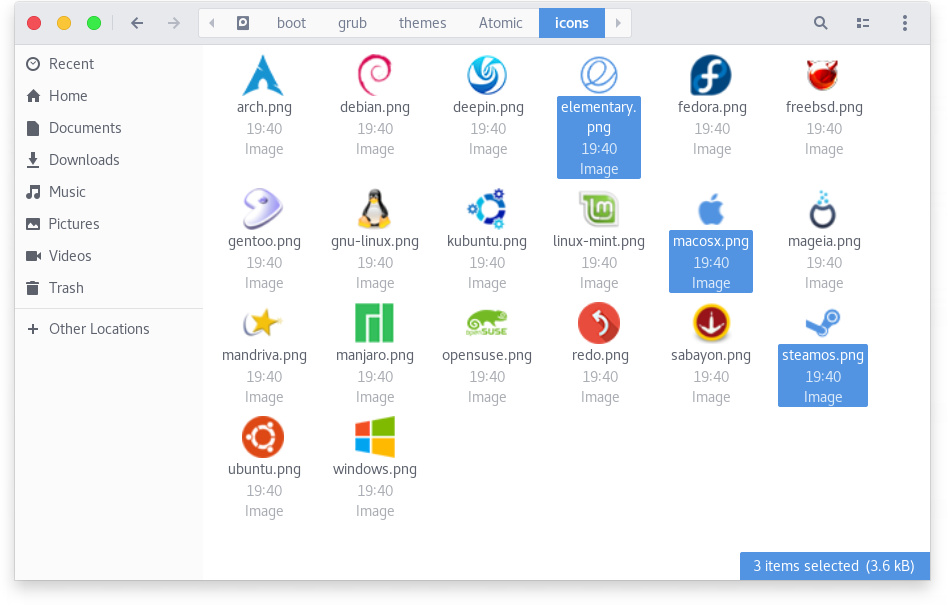 boot grub themes Atomic icons
Recent
Home
Documents
Downloads
Music
Pictures
Videos
Trash
Other Locations
arch.png debian.png deepin.png elementary. fedora.png freebsd.png
png
19:40 19:40 19:40 19:40 19:40 19:40
Image Image Image Image Image Image
gentoo.png gnu-linux.png kubuntu.png linux-mint.png macosx.png mageia.png
19:40 19:40 19:40 19:40 19:40 19:40
Image Image Image Image Image Image
openSUSE
mandriva.png manjaro.png opensuse.png redo.png sabayon.png steamos.png
19:40 19:40 19:40 19:40 19:40 19:40
Image Image Image Image Image Image
ubuntu.png windows.png
19:40 19:40
Image Image
3 items selected (3.6 kB)